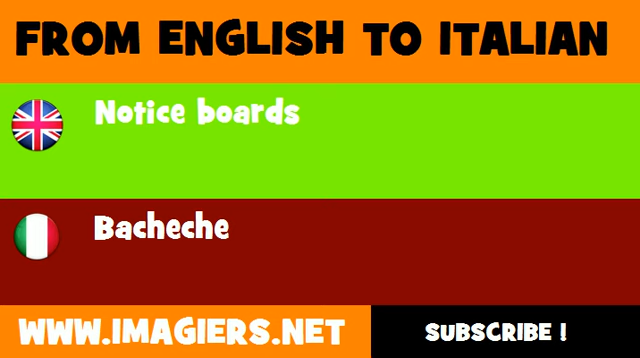 FROM ENGLISH TO ITALIAN
Notice boards
Bacheche
WWW.IMAGIERS.NET
SUBSCRIBE !